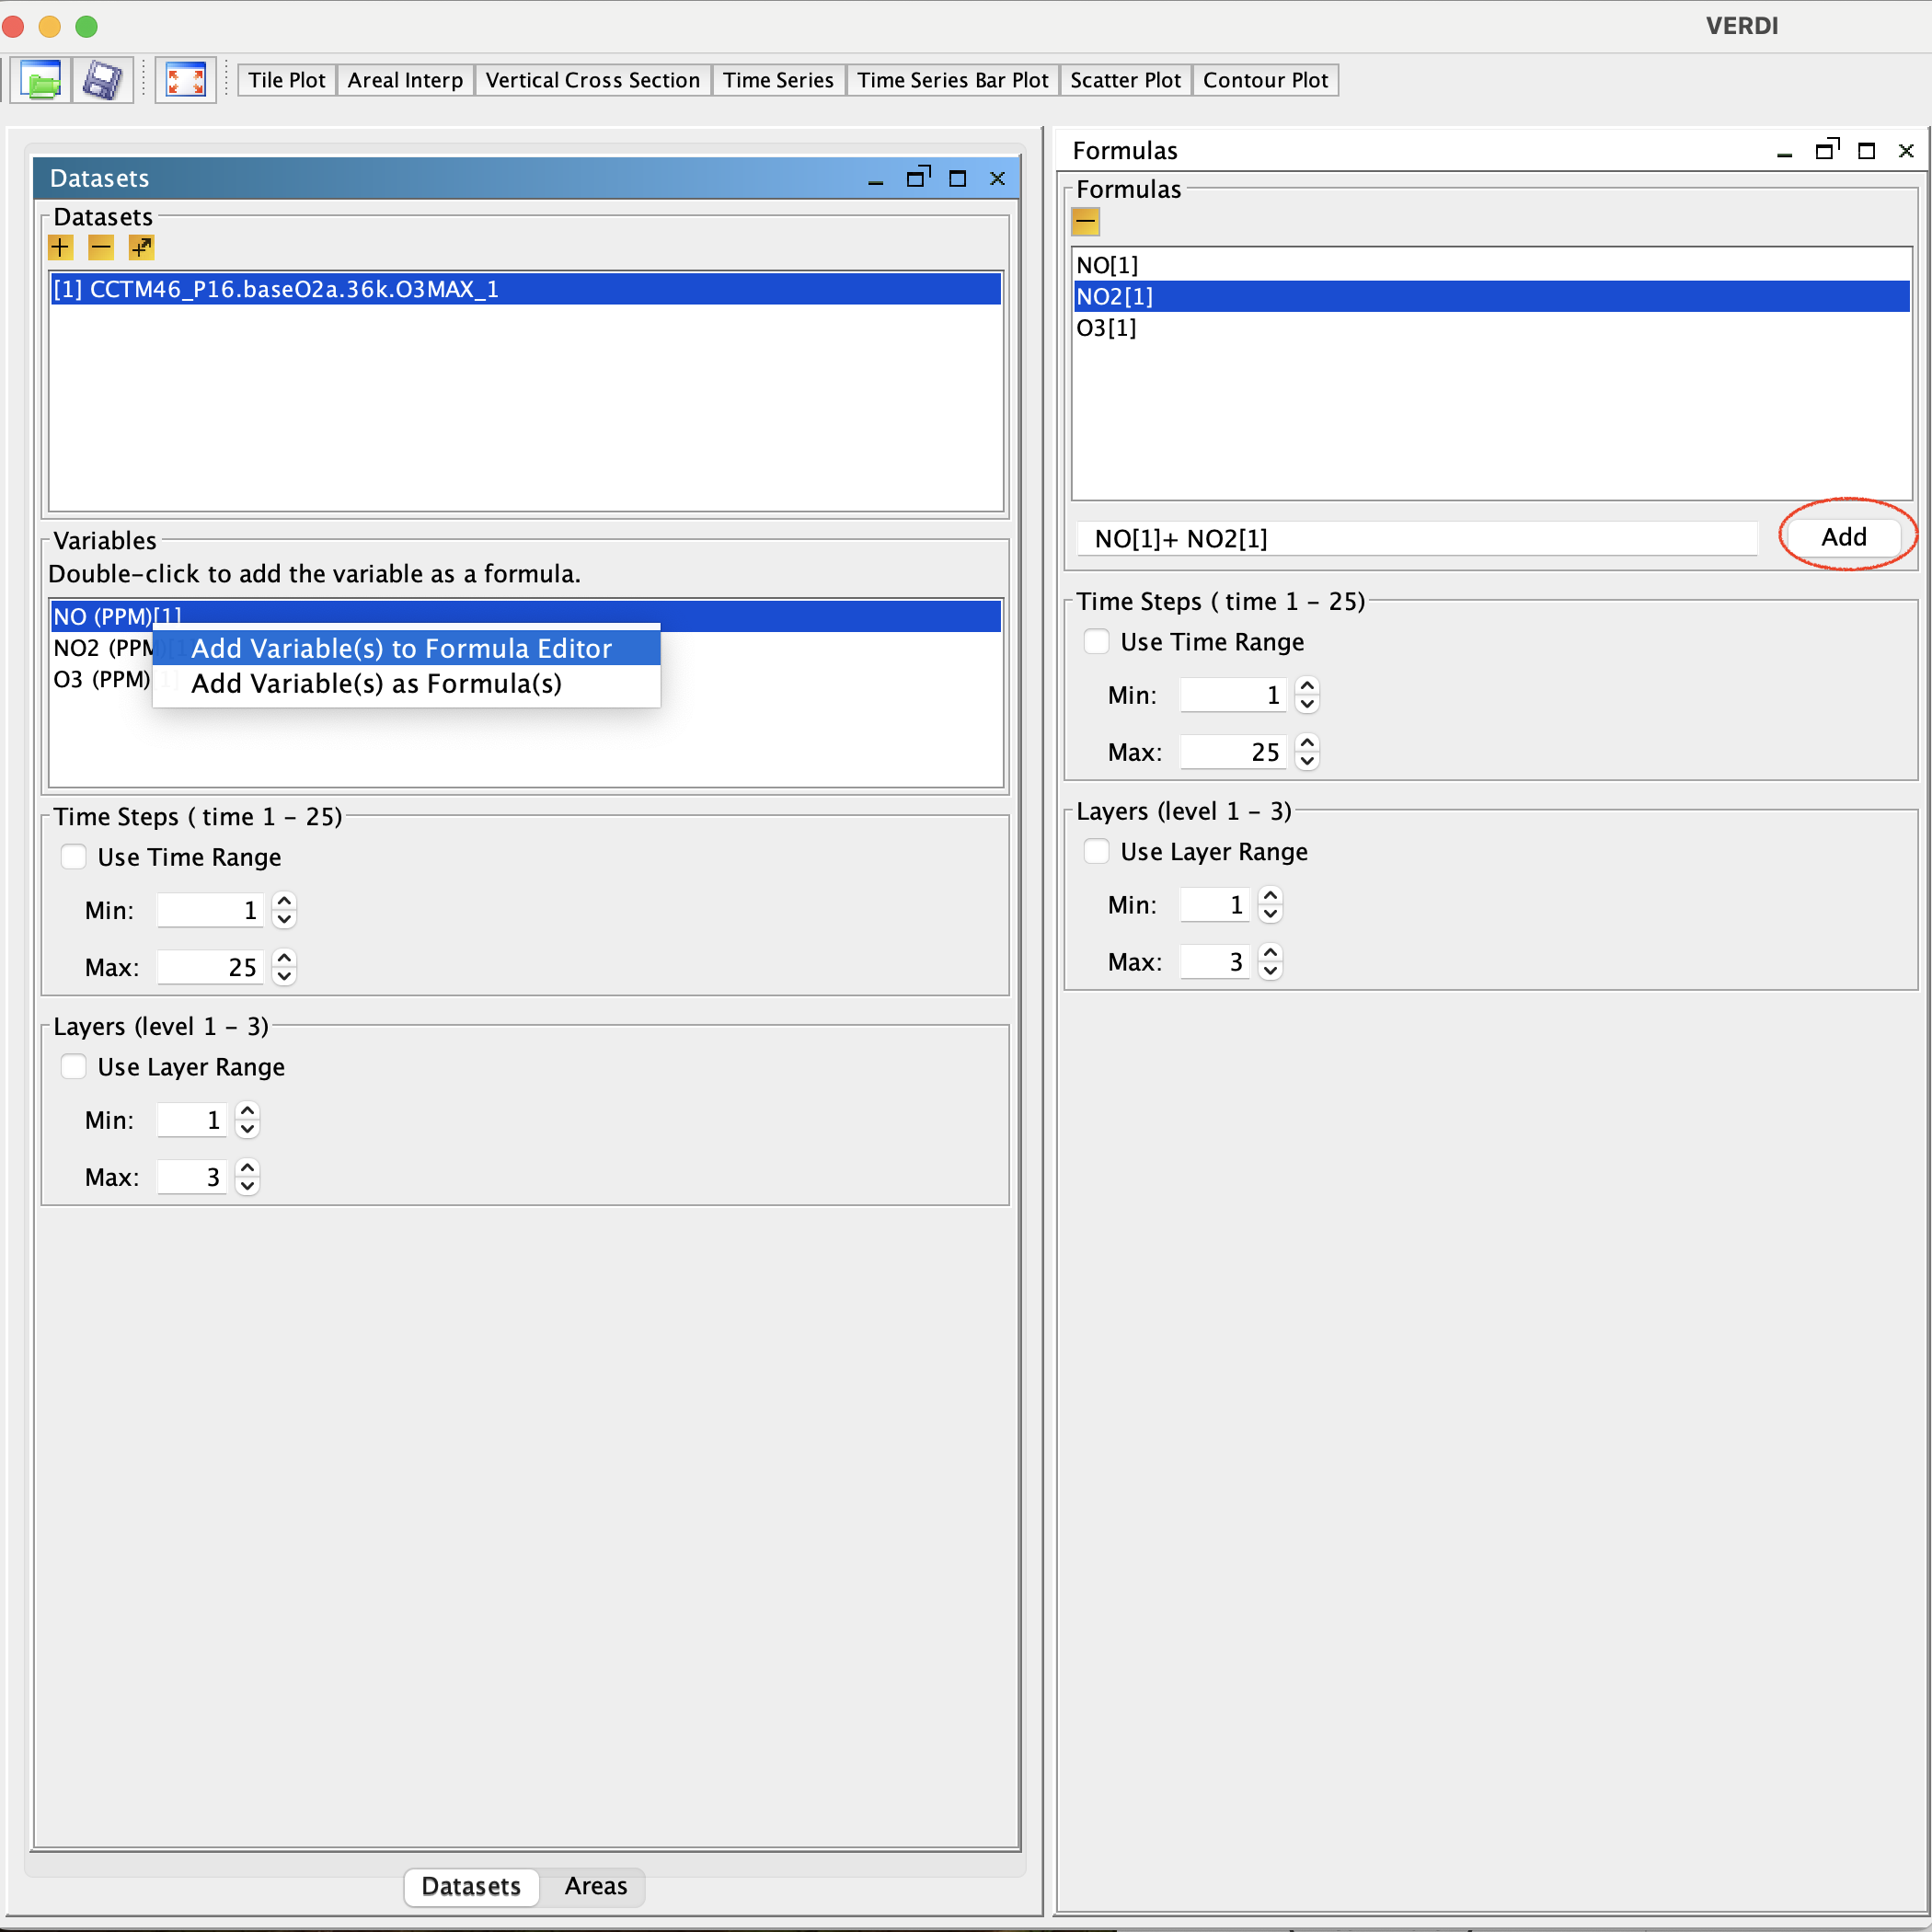 VERDI
Tile Plot Areal Interp Vertical Cross Section Time Series Time Series Bar Plot Scatter Plot Contour Plot
Datasets
Datasets
[1] CCTM46_P16.baseO2a.36k.O3MAX_1
Variables
Double-click to add the variable as a formula.
NO (PPM)[1]
NO2 (PPM)[1]
O3 (PPM)[1]
Add Variable(s) to Formula Editor
Add Variable(s) as Formula(s)
Time Steps ( time 1 - 25)
Use Time Range
Min: 1
Max: 25
Layers (level 1 - 3)
Use Layer Range
Min: 1
Max: 3
Datasets Areas
Formulas
Formulas
NO[1]
NO2[1]
O3[1]
NO[1]+ NO2[1] Add
Time Steps ( time 1 - 25)
Use Time Range
Min: 1
Max: 25
Layers (level 1 - 3)
Use Layer Range
Min: 1
Max: 3